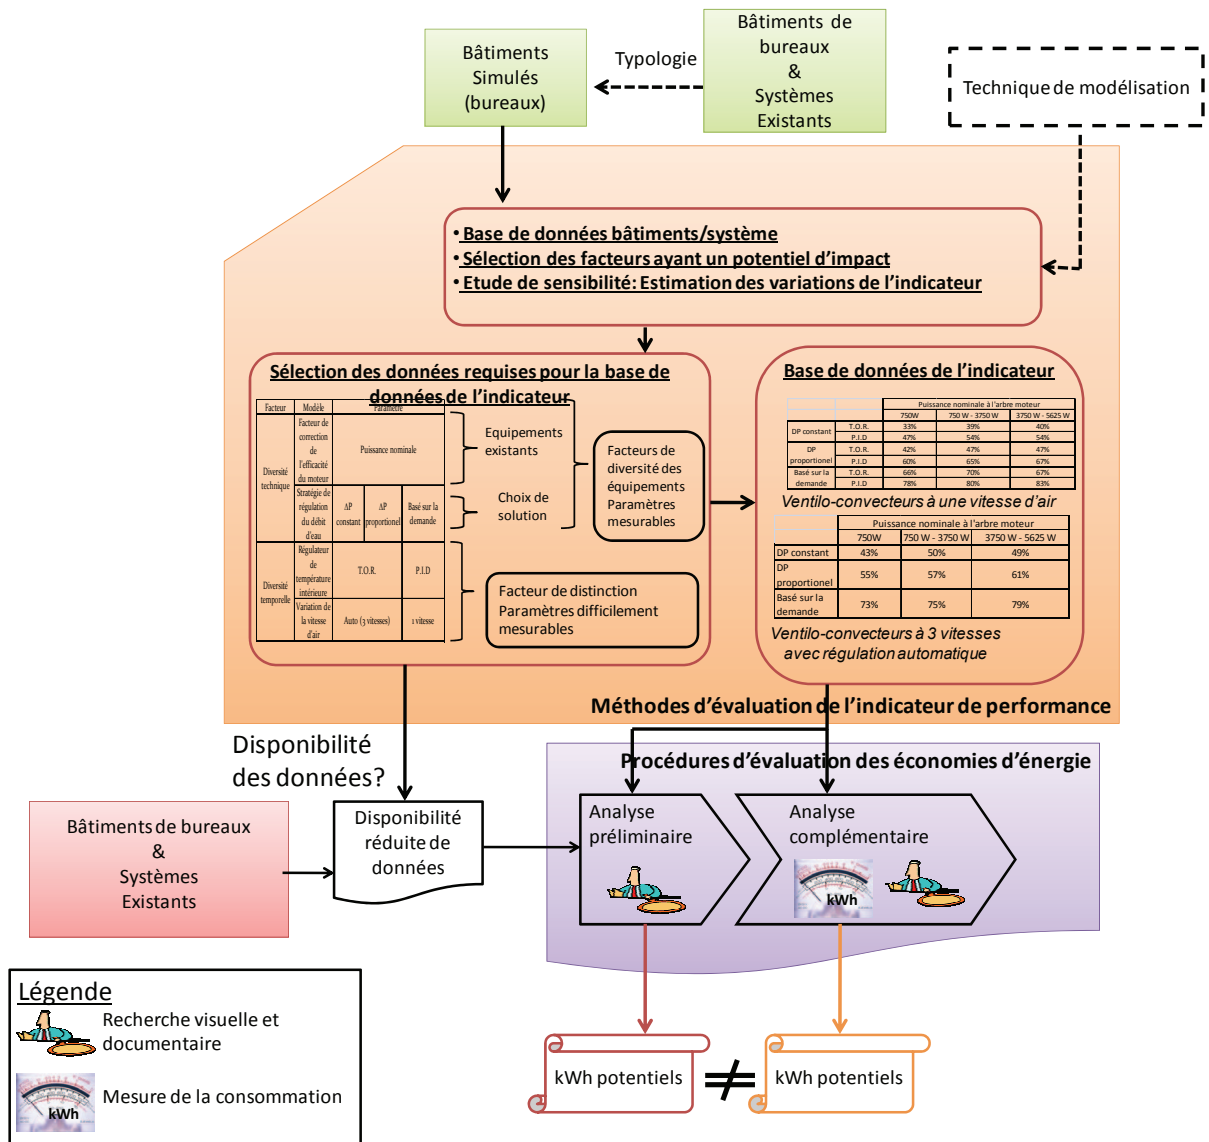 Bâtiments
Simulés
(bureaux)
Typologie
Bâtiments de
bureaux
&
Systèmes
Existants
Technique de modélisation
• Base de données bâtiments/système
• Sélection des facteurs ayant un potentiel d’impact
• Etude de sensibilité: Estimation des variations de l’indicateur
Sélection des données requises pour la base de
données de l’indicateur
Facteur Modèle Paramètre
Diversité
technique
Facteur de
correction
de
l'efficacité
du moteur
Puissance nominale
Stratégie de
régulation
du débit
d'eau
ΔP
constant
ΔP
proportionel
Basé sur la
demande
Diversité
temporelle
Régulateur
de
température
intérieure
T.O.R. P.I.D
Variation de
la vitesse
d'air
Auto (3 vitesses) 1 vitesse
Equipements
existants
Choix de
solution
Facteurs de
diversité des
équipements
Paramètres
mesurables
Facteur de distinction
Paramètres difficilement
mesurables
Base de données de l’indicateur
Puissance nominale à l'arbre moteur
750W 750 W - 3750 W 3750 W - 5625 W
DP constant T.O.R. 33% 39% 40%
P.I.D 47% 54% 54%
DP
proportionel
T.O.R. 42% 47% 47%
P.I.D 60% 65% 67%
Basé sur la
demande
T.O.R. 66% 70% 67%
P.I.D 78% 80% 83%
Ventilo-convecteurs à une vitesse d’air
Puissance nominale à l'arbre moteur
750W 750 W - 3750 W 3750 W - 5625 W
DP constant 43% 50% 49%
DP
proportionel
55% 57% 61%
Basé sur la
demande
73% 75% 79%
Ventilo-convecteurs à 3 vitesses
avec régulation automatique
Méthodes d’évaluation de l’indicateur de performance
Disponibilité
des données?
Procédures d’évaluation des économies d’énergie
Bâtiments de bureaux
&
Systèmes
Existants
Disponibilité
réduite de
données
Analyse
préliminaire
Analyse
complémentaire
kWh
kWh potentiels
≠
kWh potentiels
Légende
Recherche visuelle et
documentaire
kWh
Mesure de la consommation